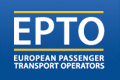 EPTO
EUROPEAN PASSENGER
TRANSPORT OPERATORS